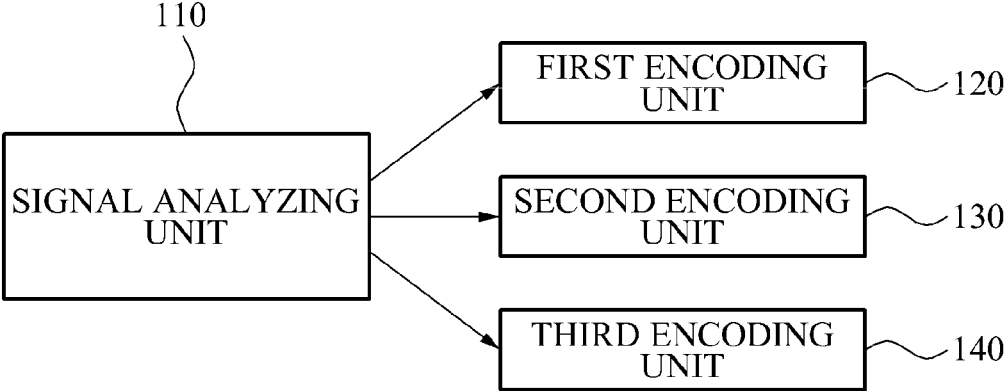 110
FIRST ENCODING
UNIT
120
SIGNAL ANALYZING
UNIT
SECOND ENCODING
UNIT
130
THIRD ENCODING
UNIT
140